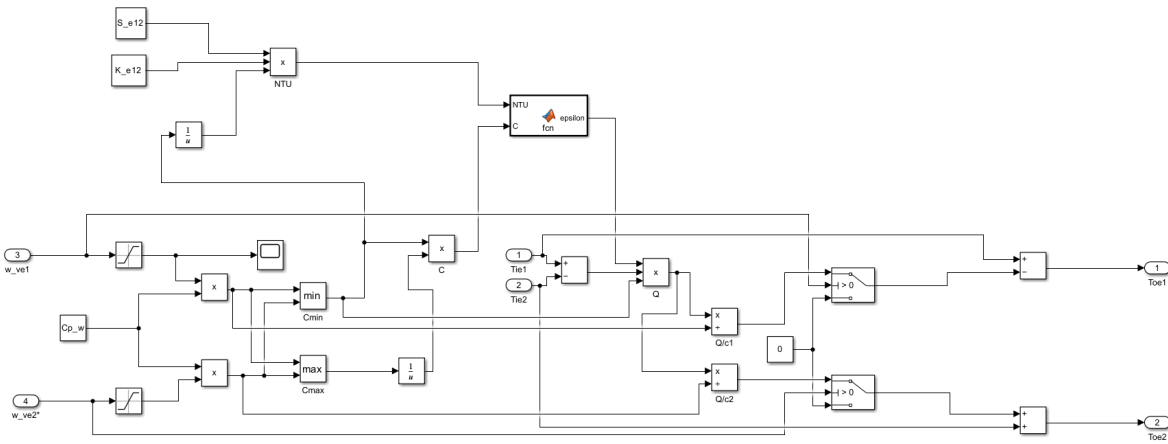 S_e12
K_e12
x
NTU
1
u
NTU
C
epsilon
fcn
3
w_ve1
x
C
1
Tie1
2
Tie2
+
−
x
Q
> 0
+
−
1
Toe1
Cp_w
x
min
Cmin
x
÷
Q/c1
0
4
w_ve2*
x
max
Cmax
1
u
x
÷
Q/c2
> 0
+
+
2
Toe2